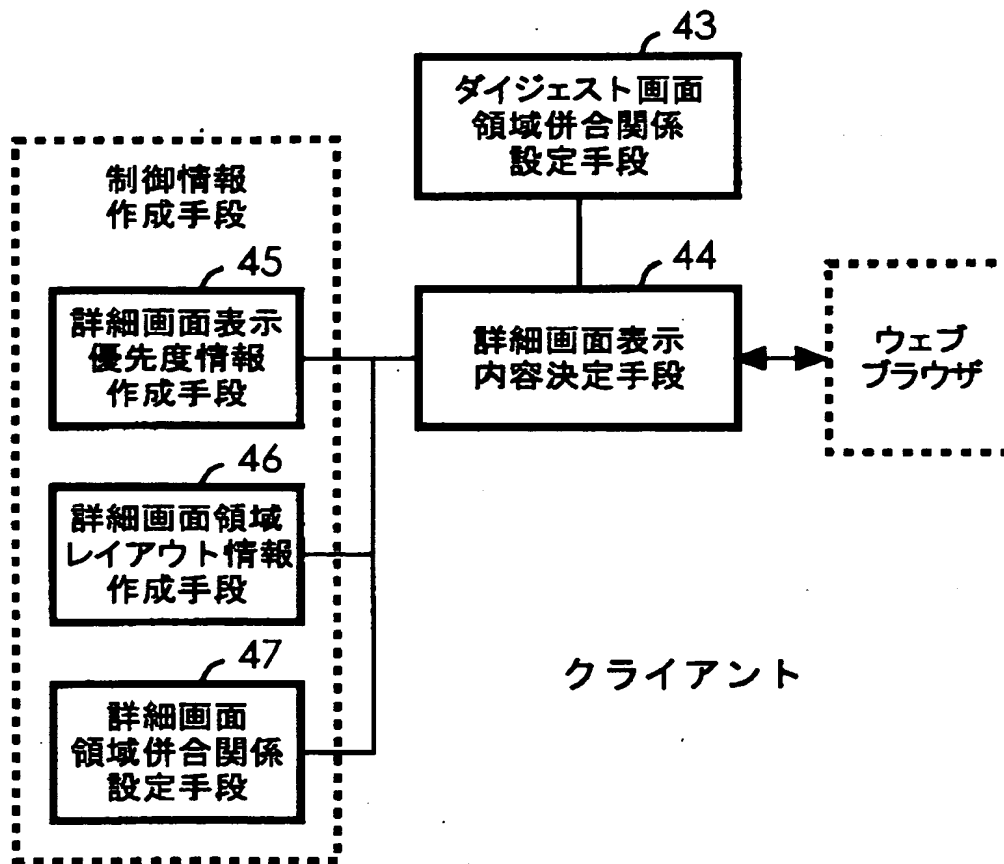 43
ダイジェスト画面
領域併合関係
設定手段
制御情報
作成手段
45
詳細画面表示
優先度情報
作成手段
44
詳細画面表示
内容決定手段
ウェブ
ブラウザ
46
詳細画面領域
レイアウト情報
作成手段
47
詳細画面
領域併合関係
設定手段
クライアント